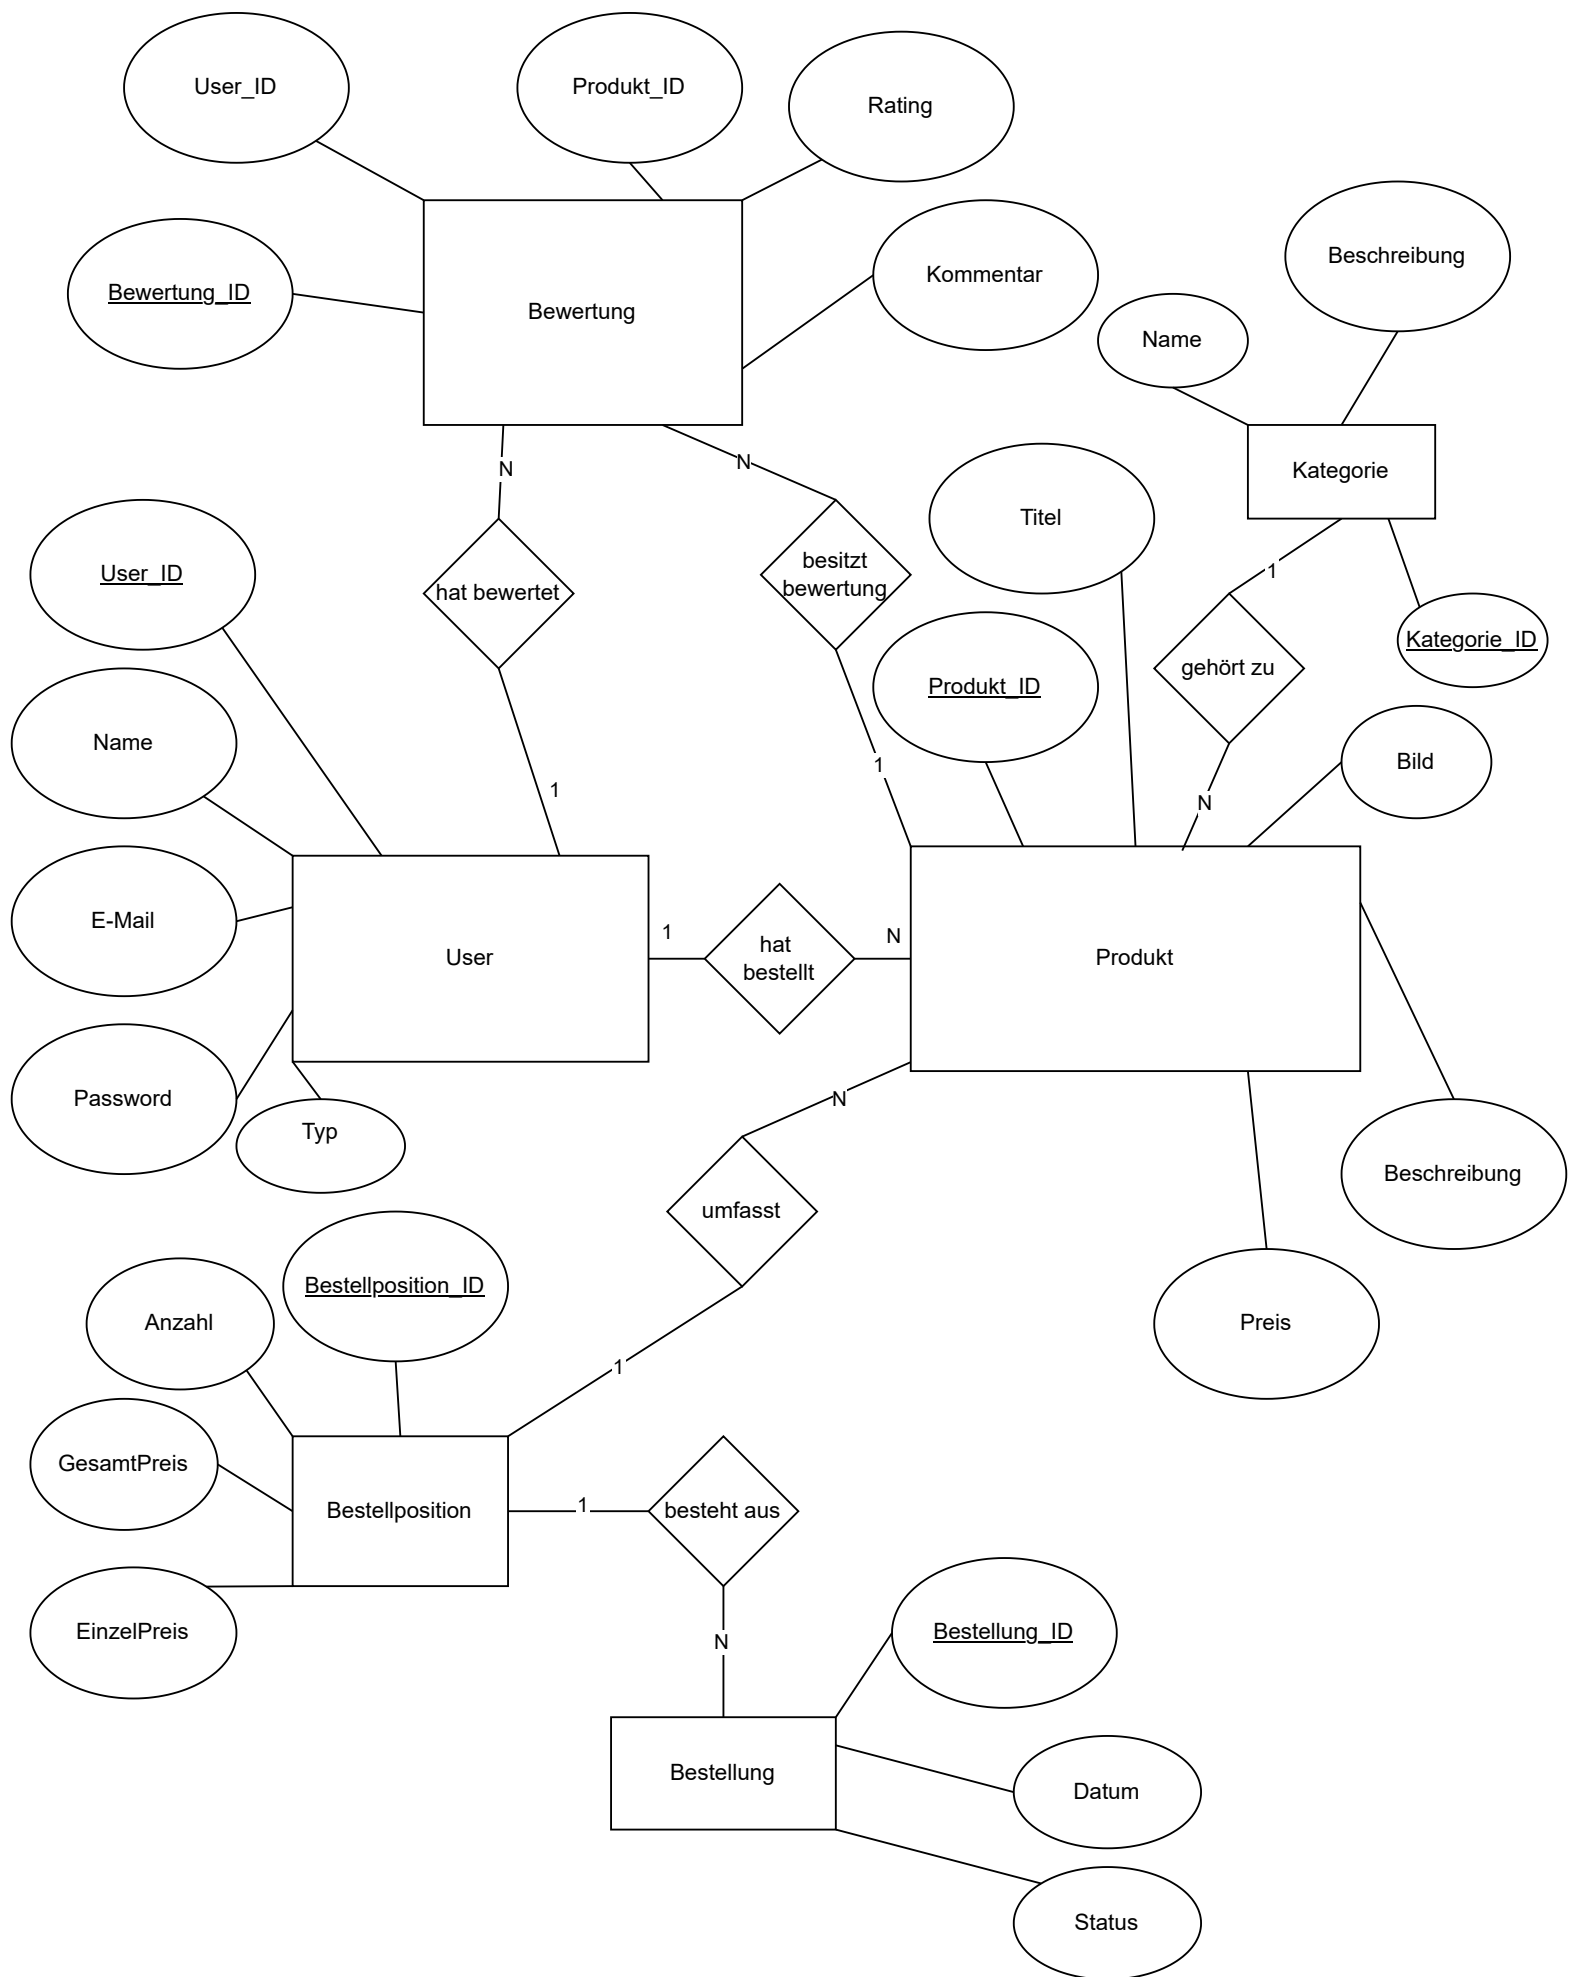 User_ID
Produkt_ID
Rating
Beschreibung
Kommentar
Bewertung_ID
Bewertung
Name
N
N
Kategorie
Titel
besitzt
bewertung
1
User_ID
hat bewertet
Kategorie_ID
gehört zu
Produkt_ID
Name
1
Bild
1
N
E-Mail
1
hat
bestellt
N
User
Produkt
Password
N
Typ
Beschreibung
umfasst
Bestellposition_ID
Anzahl
Preis
1
GesamtPreis
Bestellposition
1
besteht aus
EinzelPreis
N
Bestellung_ID
Bestellung
Datum
Status